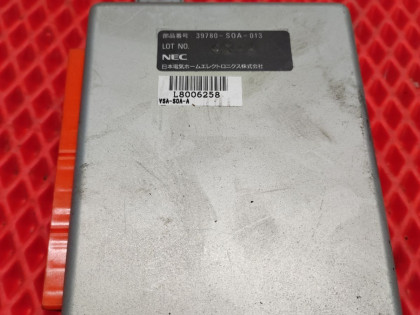 部品番号 39780-S0A-013
LOT NO.
NEC
日本電気ホームエレクトロニクス株式会社
L8006258
VSA-S0A-A